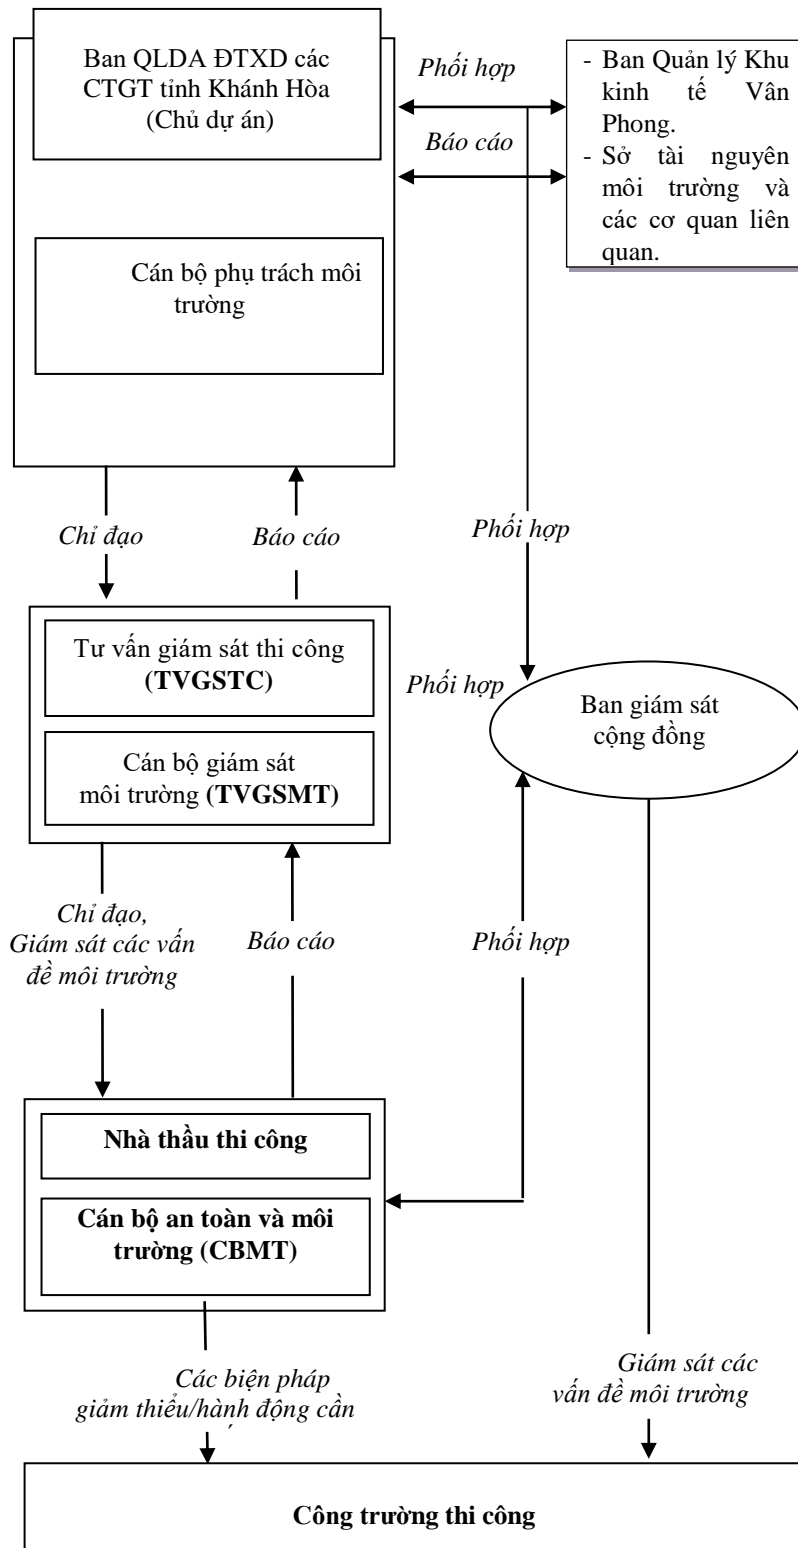 Ban QLDA ĐTXD các
CTGT tỉnh Khánh Hòa
(Chủ dự án)
Phối hợp
Báo cáo
- Ban Quản lý Khu
kinh tế Vân
Phong.
- Sở tài nguyên
môi trường và
các cơ quan liên
quan.
Cán bộ phụ trách môi
trường
Chỉ đạo
Báo cáo
Phối hợp
Tư vấn giám sát thi công
(TVGSTC)
Cán bộ giám sát
môi trường (TVGSMT)
Phối hợp
Ban giám sát
cộng đồng
Chỉ đạo,
Giám sát các vấn
đề môi trường
Báo cáo
Phối hợp
Nhà thầu thi công
Cán bộ an toàn và môi
trường (CBMT)
Các biện pháp
giảm thiểu/hành động cần
Giám sát các
vấn đề môi trường
Công trường thi công